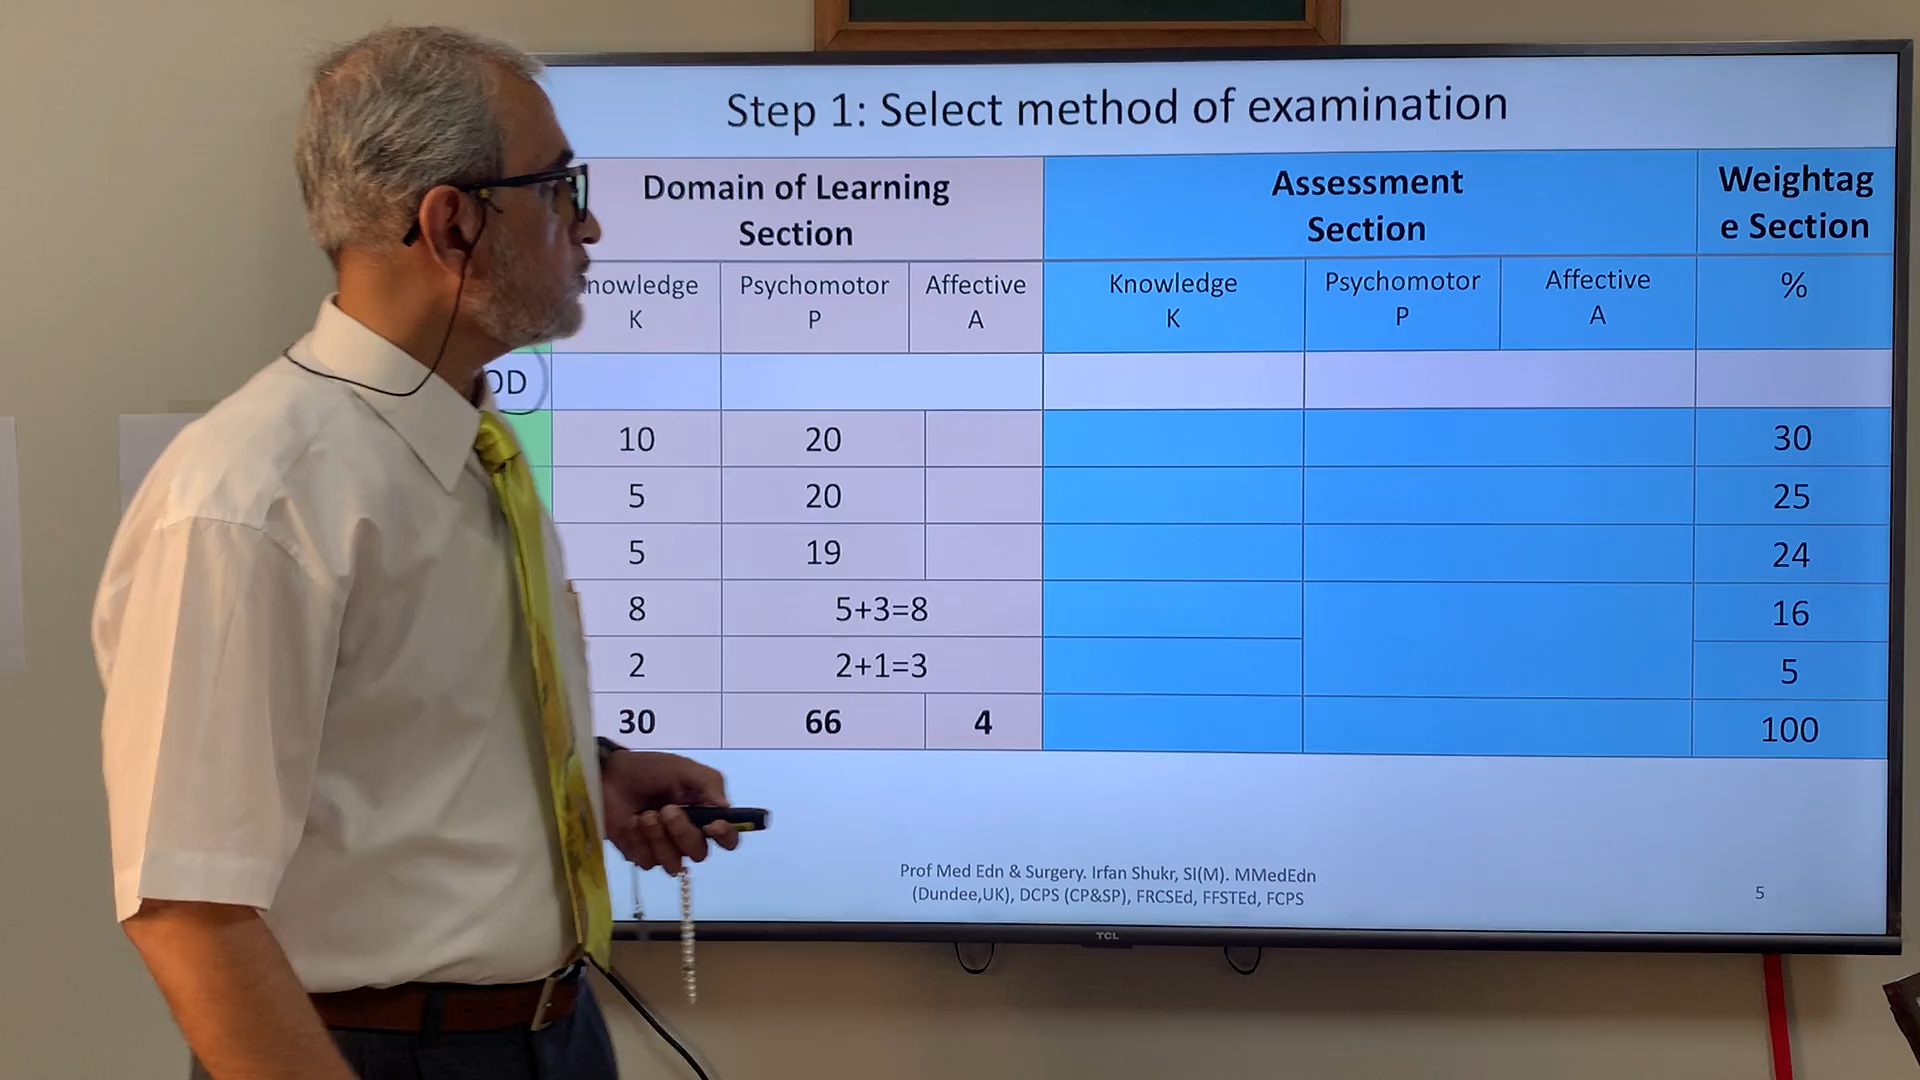 Step 1: Select method of examination
Domain of Learning
Section
Assessment
Section
Weightag
e Section
nowledge
K
Psychomotor
P
Affective
A
Knowledge
K
Psychomotor
P
Affective
A
%
OD
10 20 30
5 20 25
5 19 24
8 5+3=8 16
2 2+1=3 5
30 66 4 100
Prof Med Edn & Surgery. Irfan Shukr, SI(M). MMedEdn
(Dundee,UK), DCPS (CP&SP), FRCSEd, FFSTEd, FCPS
5
TCL